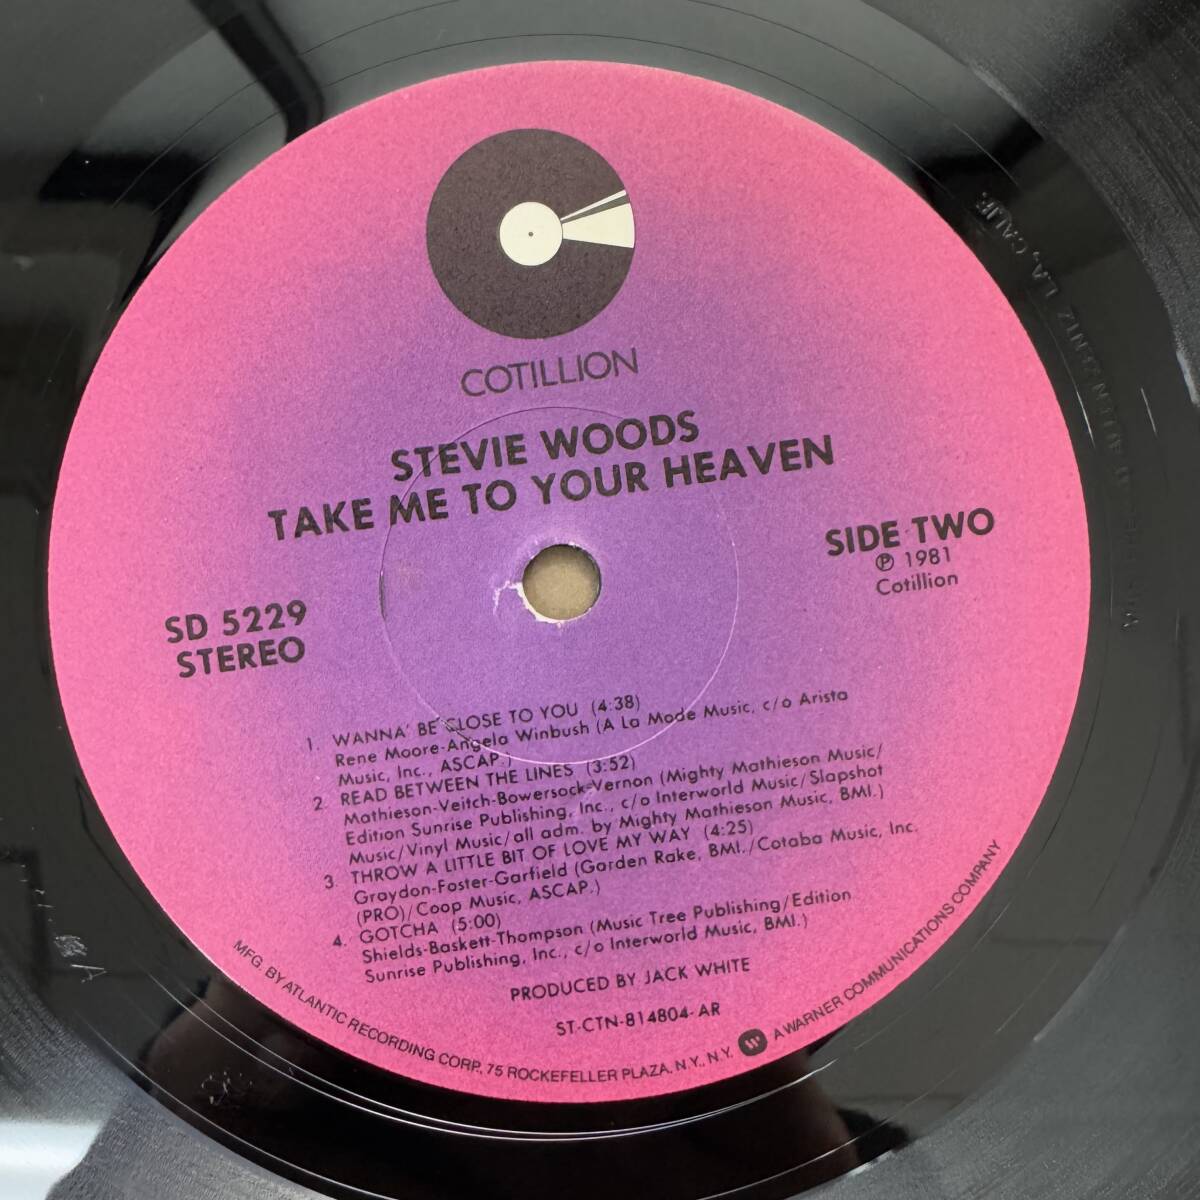 COTILLION
STEVIE WOODS
TAKE ME TO YOUR HEAVEN
SIDE TWO
℗ 1981
Cotillion
SD 5229
STEREO
1. WANNA' BE CLOSE TO YOU (4:38)
Rene Moore-Angela Winbush (A La Mode Music, c/o Arista
Music, Inc., ASCAP.)
2. READ BETWEEN THE LINES (3:52)
Mathieson-Veitch-Bowersock-Vernon (Mighty Mathieson Music/
Edition Sunrise Publishing, Inc., c/o Interworld Music/Slapshot
Music/Vinyl Music/all adm. by Mighty Mathieson Music, BMI.)
3. THROW A LITTLE BIT OF LOVE MY WAY (4:25)
Graydon-Foster-Garfield (Garden Rake, BMI./Cotaba Music, Inc.
(PRO)/Coop Music, ASCAP.)
4. GOTCHA (5:00)
Shields-Baskett-Thompson (Music Tree Publishing/Edition
Sunrise Publishing, Inc., c/o Interworld Music, BMI.)
PRODUCED BY JACK WHITE
ST-CTN-814804-AR
MFG. BY ATLANTIC RECORDING CORP., 75 ROCKEFELLER PLAZA, N.Y., N.Y. A WARNER COMMUNICATIONS COMPANY
ALLEN ZENTZ L.A., CALIF.